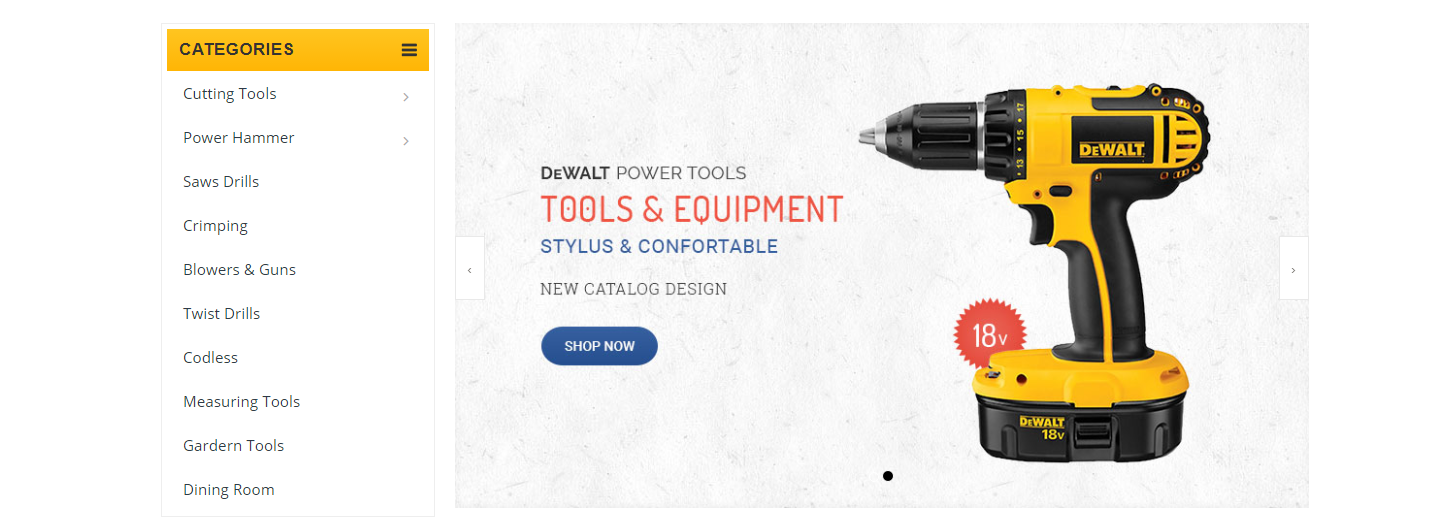 CATEGORIES
Cutting Tools
Power Hammer
Saws Drills
Crimping
Blowers & Guns
Twist Drills
Codless
Measuring Tools
Gardern Tools
Dining Room
DeWALT POWER TOOLS
TOOLS & EQUIPMENT
STYLUS & CONFORTABLE
NEW CATALOG DESIGN
SHOP NOW
13 15 17
DEWALT
18V
DEWALT
18V